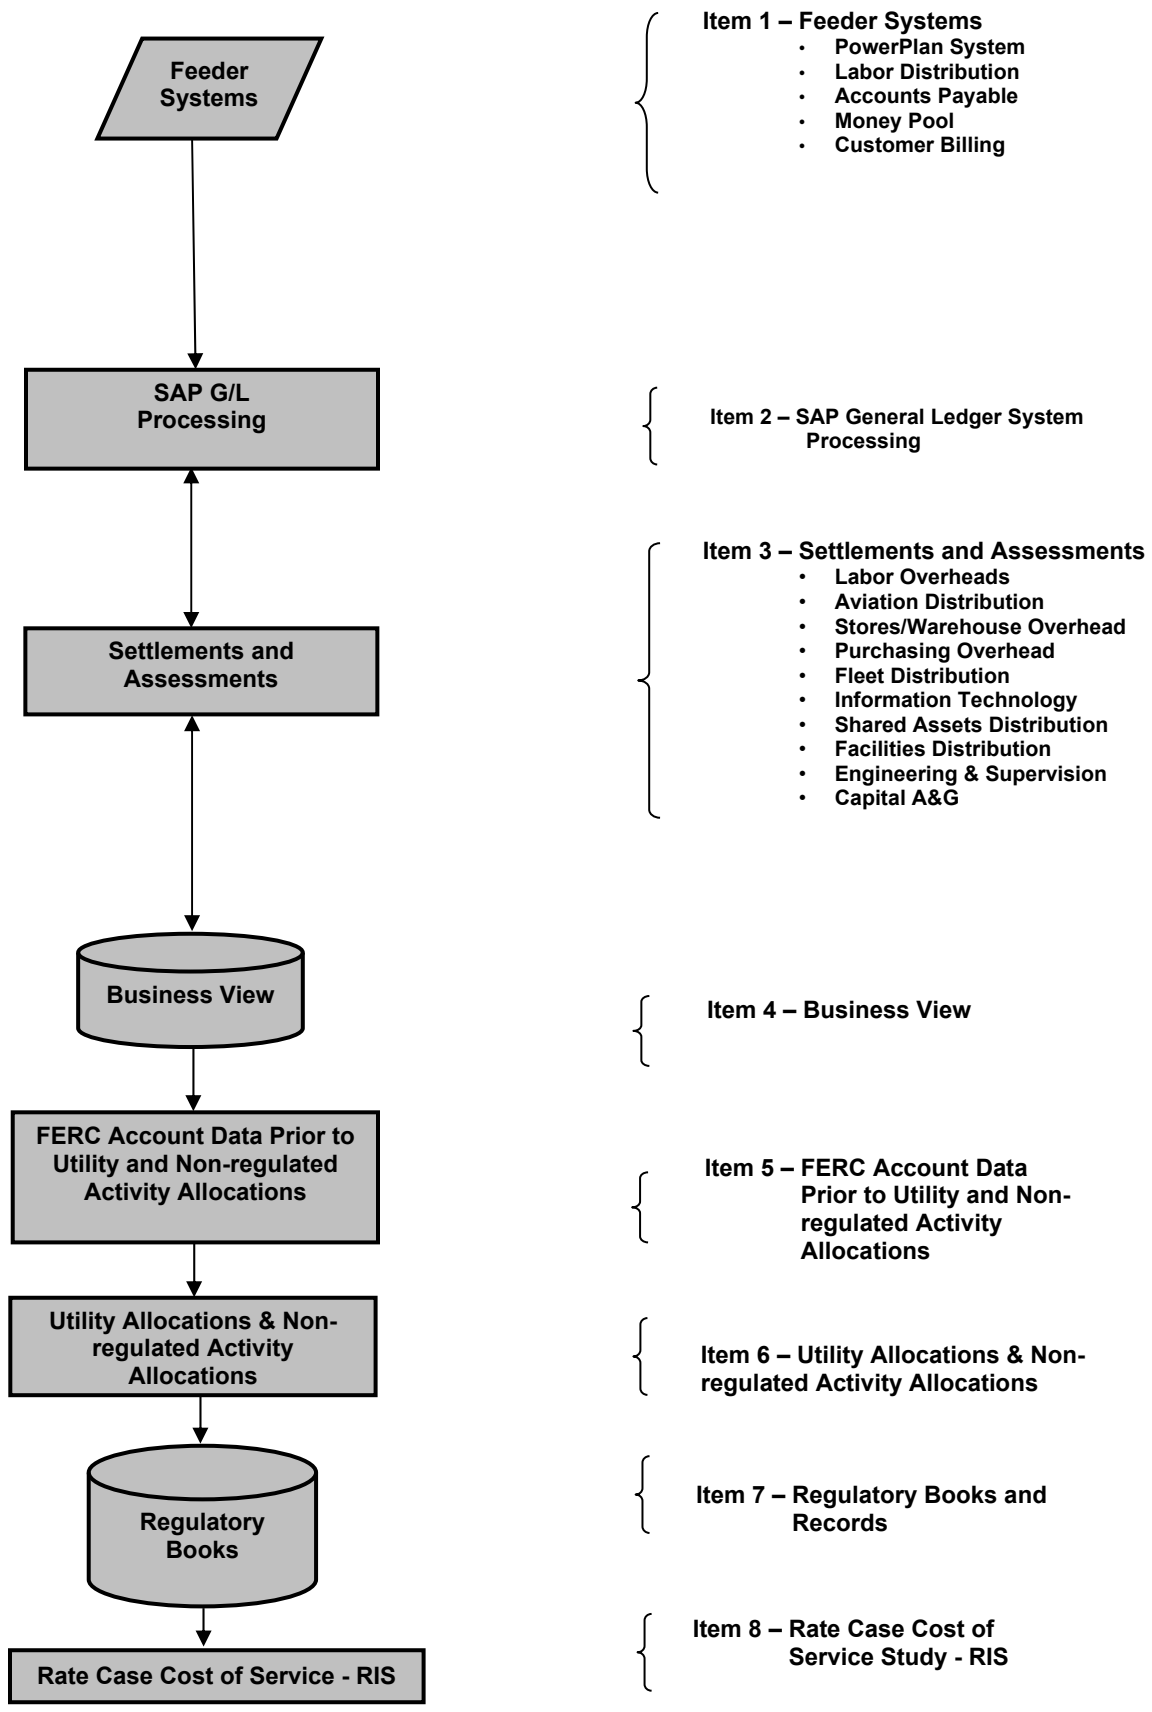 Feeder
Systems
SAP G/L
Processing
Settlements and
Assessments
Business View
FERC Account Data Prior to
Utility and Non-regulated
Activity Allocations
Utility Allocations & Non-
regulated Activity
Allocations
Regulatory
Books
Rate Case Cost of Service - RIS
Item 1 – Feeder Systems
• PowerPlan System
• Labor Distribution
• Accounts Payable
• Money Pool
• Customer Billing
Item 2 – SAP General Ledger System
Processing
Item 3 – Settlements and Assessments
• Labor Overheads
• Aviation Distribution
• Stores/Warehouse Overhead
• Purchasing Overhead
• Fleet Distribution
• Information Technology
• Shared Assets Distribution
• Facilities Distribution
• Engineering & Supervision
• Capital A&G
Item 4 – Business View
Item 5 – FERC Account Data
Prior to Utility and Non-
regulated Activity
Allocations
Item 6 – Utility Allocations & Non-
regulated Activity Allocations
Item 7 – Regulatory Books and
Records
Item 8 – Rate Case Cost of
Service Study - RIS